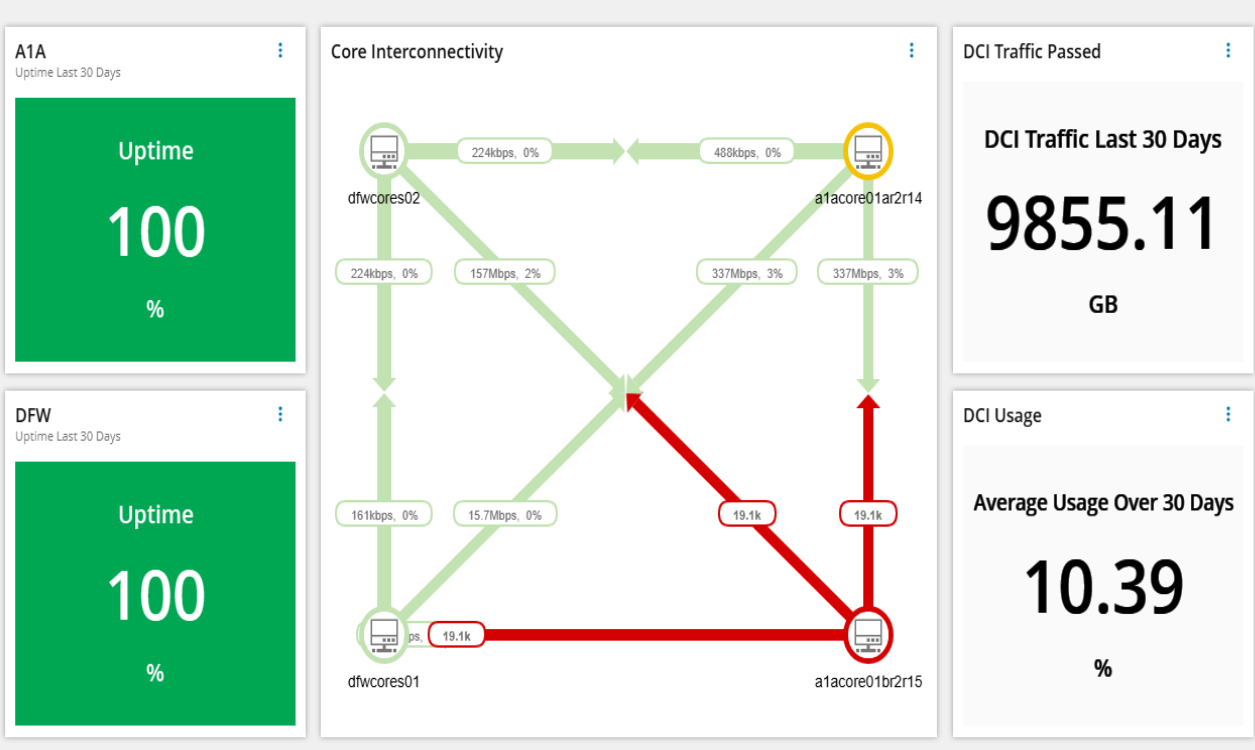 A1A
Uptime Last 30 Days
Uptime
100
%
DFW
Uptime Last 30 Days
Uptime
100
%
Core Interconnectivity
224kbps, 0%
488kbps, 0%
dfwcores02
a1acore01ar2r14
224kbps, 0%
157Mbps, 2%
337Mbps, 3%
337Mbps, 3%
161kbps, 0%
15.7Mbps, 0%
19.1k
19.1k
ps,
19.1k
dfwcores01
a1acore01br2r15
DCI Traffic Passed
DCI Traffic Last 30 Days
9855.11
GB
DCI Usage
Average Usage Over 30 Days
10.39
%